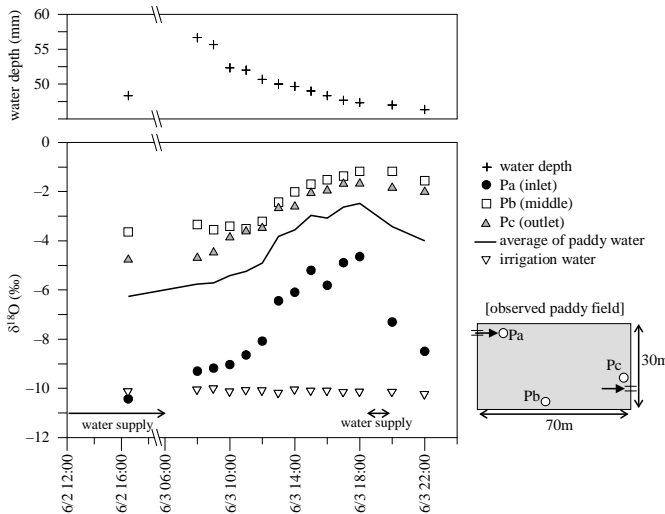 water depth (mm)
60
50
δ¹⁸O (‰)
0
−2
−4
−6
−8
−10
−12
water supply
water supply
6/2 12:00
6/2 16:00
6/3 06:00
6/3 10:00
6/3 14:00
6/3 18:00
6/3 22:00
water depth
Pa (inlet)
Pb (middle)
Pc (outlet)
average of paddy water
irrigation water
[observed paddy field]
Pa
Pc
Pb
30m
70m